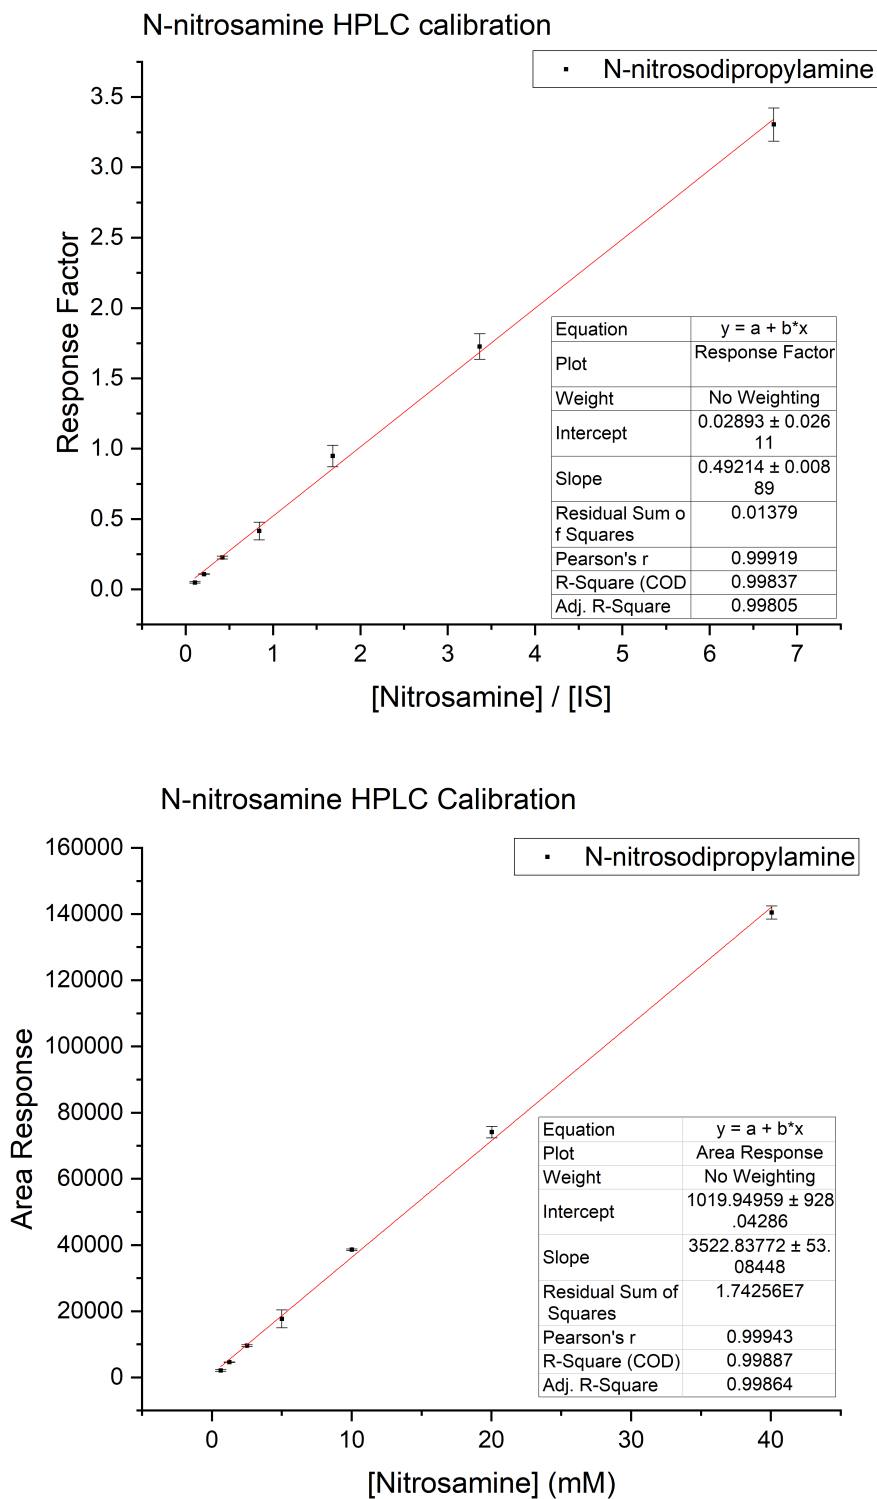 N-nitrosamine HPLC calibration
N-nitrosodipropylamine
3.5
3.0
2.5
2.0
1.5
1.0
0.5
0.0
Response Factor
Equation y = a + b*x
Plot Response Factor
Weight No Weighting
Intercept 0.02893 ± 0.026
11
Slope 0.49214 ± 0.008
89
Residual Sum o 0.01379
f Squares
Pearson's r 0.99919
R-Square (COD 0.99837
Adj. R-Square 0.99805
0 1 2 3 4 5 6 7
[Nitrosamine] / [IS]
N-nitrosamine HPLC Calibration
N-nitrosodipropylamine
160000
140000
120000
100000
80000
60000
40000
20000
0
Area Response
Equation y = a + b*x
Plot Area Response
Weight No Weighting
Intercept 1019.94959 ± 928
.04286
Slope 3522.83772 ± 53.
08448
Residual Sum of 1.74256E7
Squares
Pearson's r 0.99943
R-Square (COD) 0.99887
Adj. R-Square 0.99864
0 10 20 30 40
[Nitrosamine] (mM)